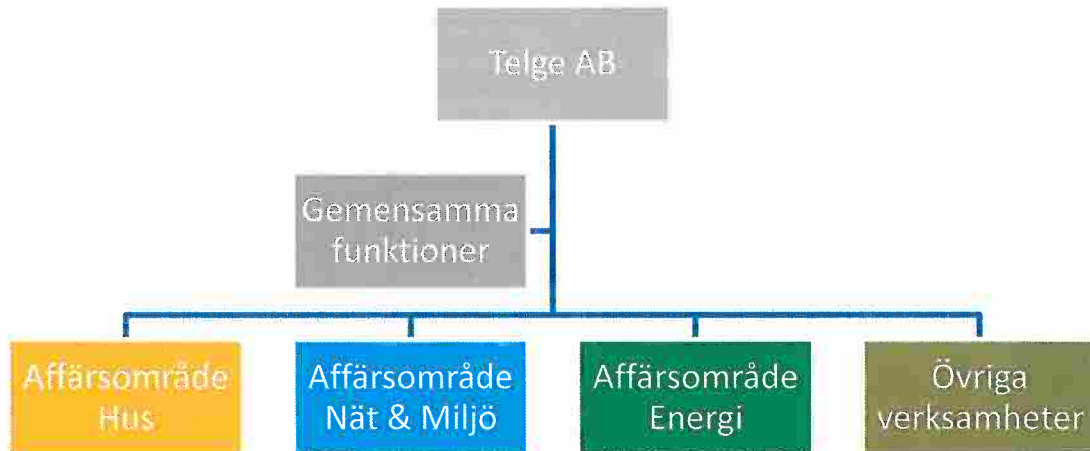 Telge AB
Gemensamma
funktioner
Affärsområde
Hus
Affärsområde
Nät & Miljö
Affärsområde
Energi
Övriga
verksamheter